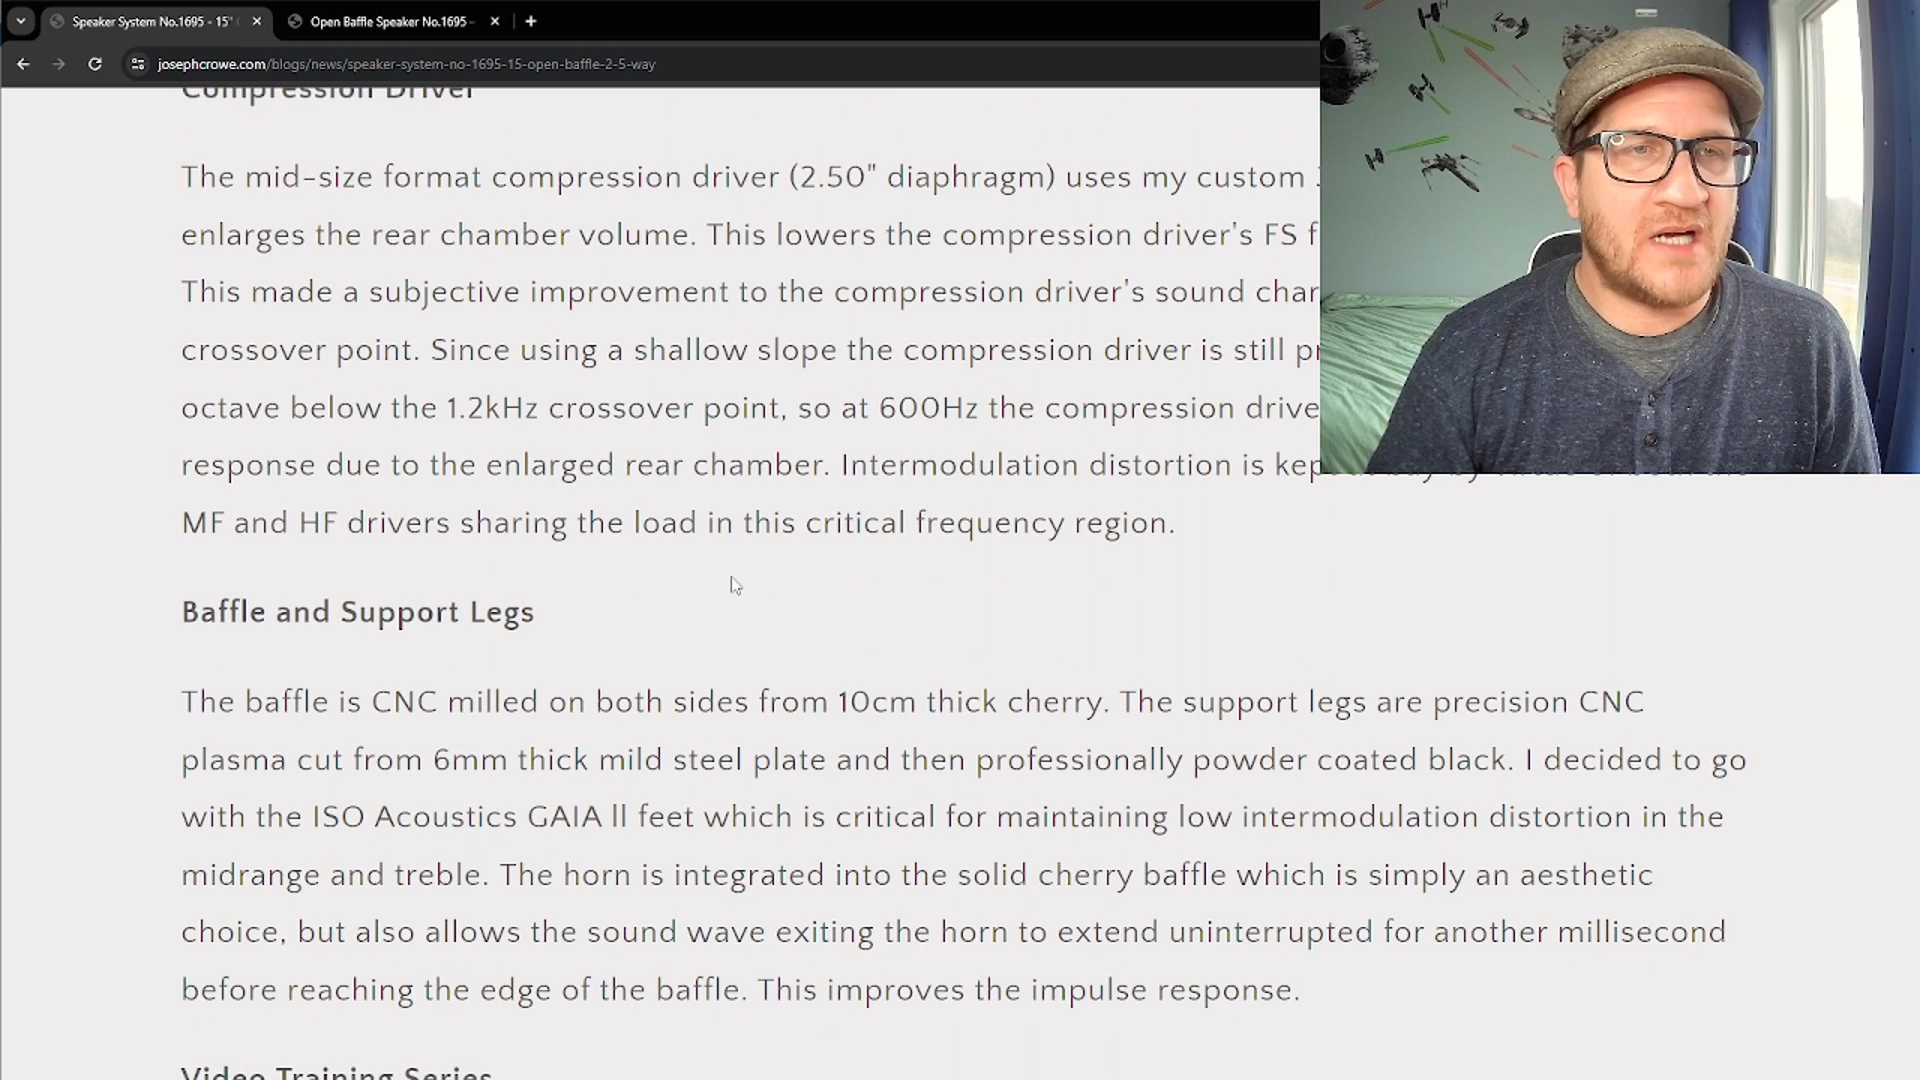 Speaker System No.1695 - 15"
Open Baffle Speaker No.1695 -
josephcrowe.com/blogs/news/speaker-system-no-1695-15-open-baffle-2-5-way
Compression Driver
The mid-size format compression driver (2.50" diaphragm) uses my custom
enlarges the rear chamber volume. This lowers the compression driver's FS
This made a subjective improvement to the compression driver's sound
crossover point. Since using a shallow slope the compression driver is still
octave below the 1.2kHz crossover point, so at 600Hz the compression
response due to the enlarged rear chamber. Intermodulation distortion is
MF and HF drivers sharing the load in this critical frequency region.
Baffle and Support Legs
The baffle is CNC milled on both sides from 10cm thick cherry. The support legs are precision CNC
plasma cut from 6mm thick mild steel plate and then professionally powder coated black. I decided to go
with the ISO Acoustics GAIA ll feet which is critical for maintaining low intermodulation distortion in the
midrange and treble. The horn is integrated into the solid cherry baffle which is simply an aesthetic
choice, but also allows the sound wave exiting the horn to extend uninterrupted for another millisecond
before reaching the edge of the baffle. This improves the impulse response.
Video Training Series